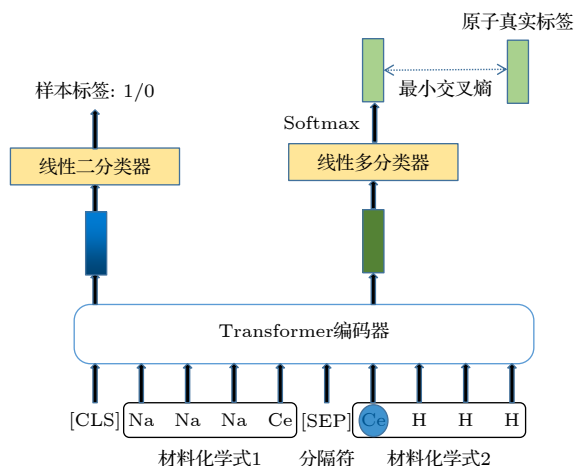 原子真实标签
样本标签: 1/0
最小交叉熵
Softmax
线性二分类器
线性多分类器
Transformer编码器
[CLS] Na Na Na Ce [SEP] Ce H H H
材料化学式1 分隔符 材料化学式2